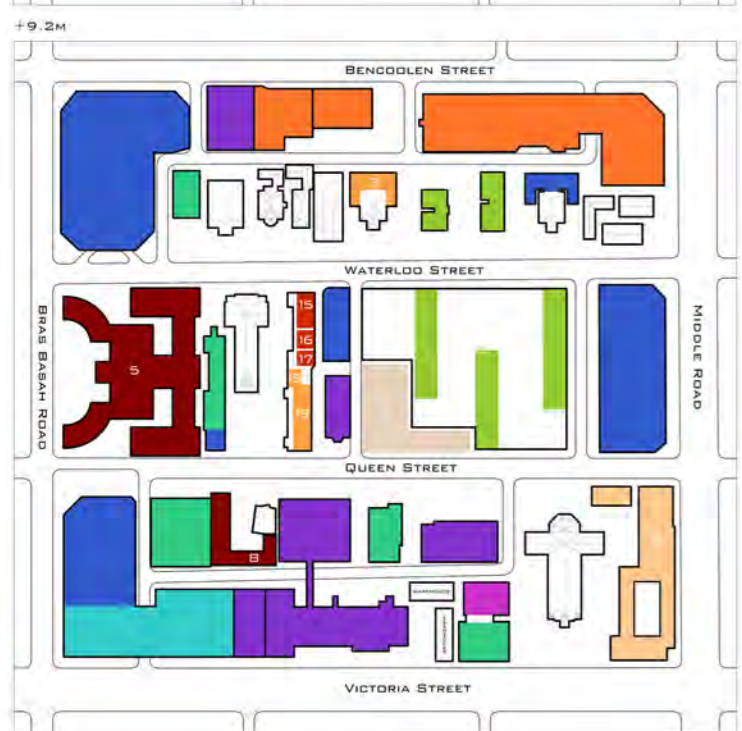 +9.2M
BENCOOLEN STREET
3
WATERLOO STREET
BRAS BASAH ROAD
MIDDLE ROAD
5
15
16
17
19
QUEEN STREET
8
VICTORIA STREET